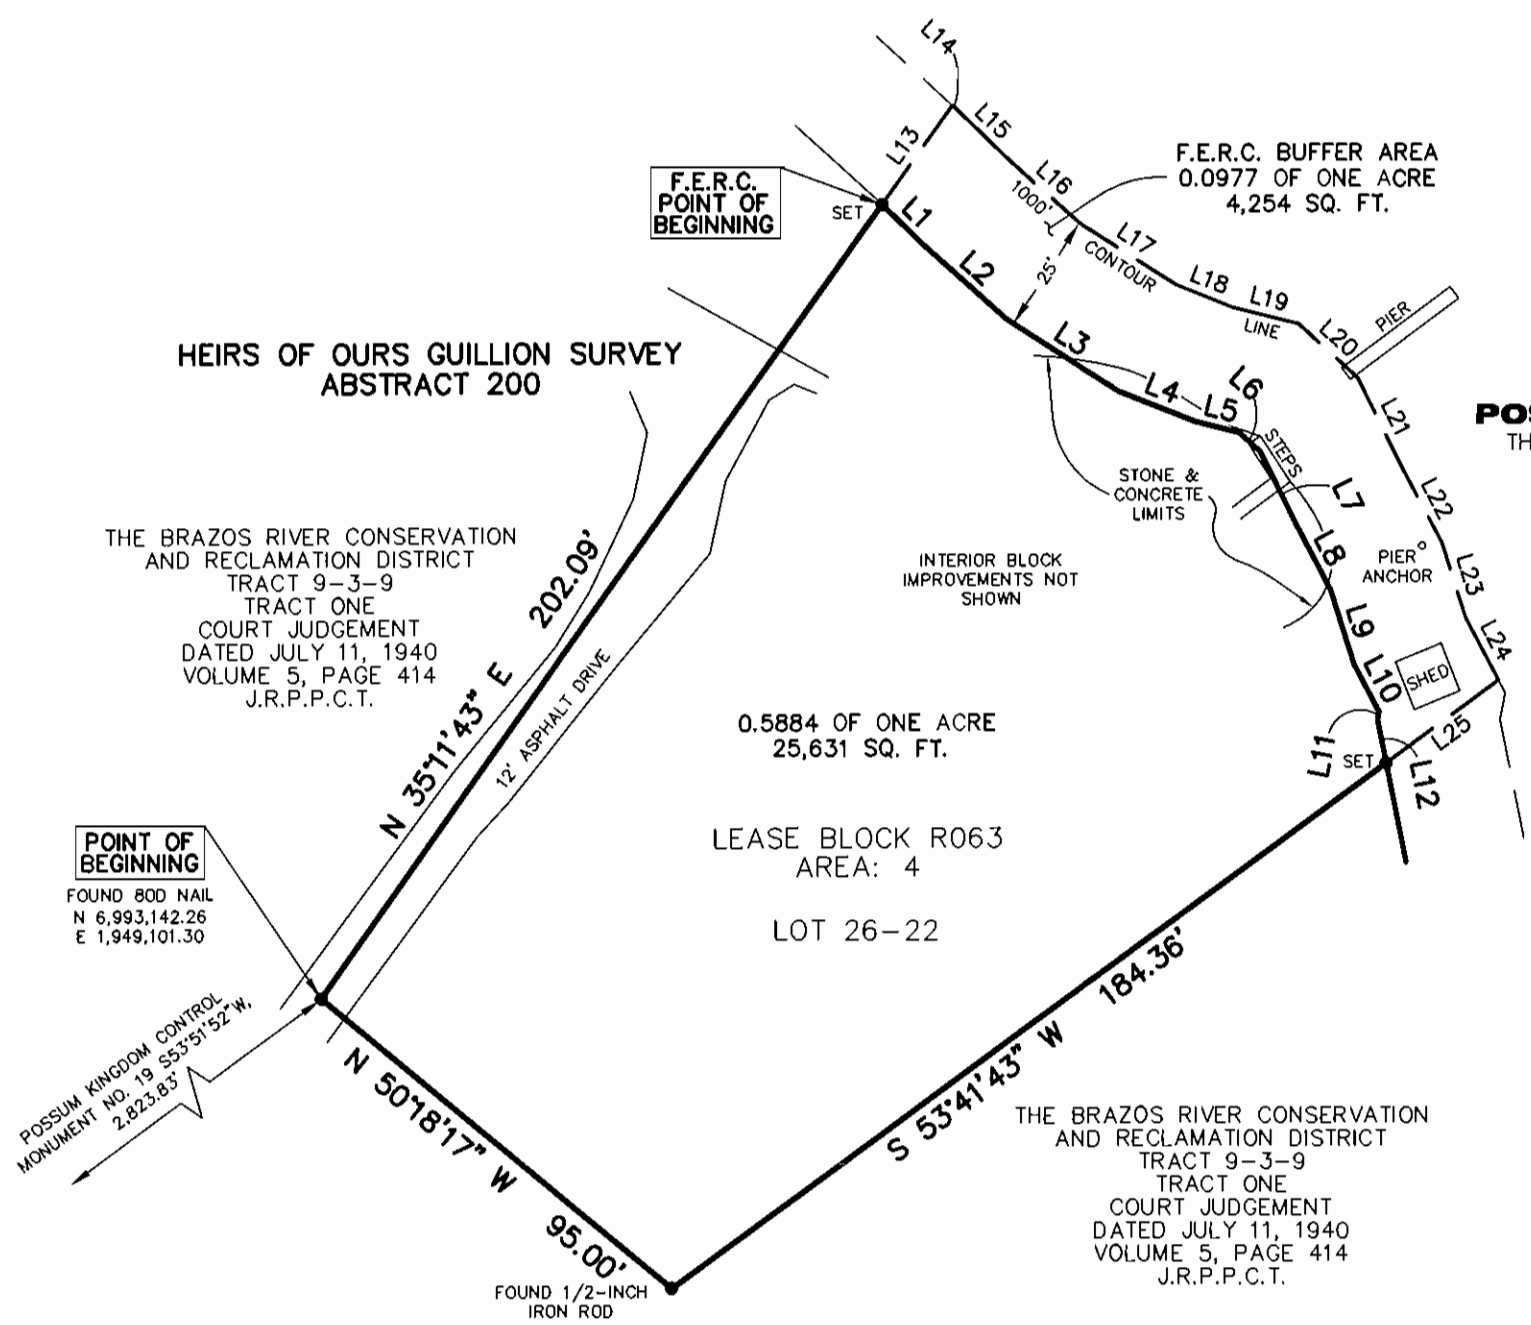 L14
L15
L13
L16
1000'
F.E.R.C. BUFFER AREA
0.0977 OF ONE ACRE
4,254 SQ. FT.
F.E.R.C.
POINT OF
BEGINNING
SET
L1
L2
25'
L17
CONTOUR
L18
L19
LINE
L20
PIER
HEIRS OF OURS GUILLION SURVEY
ABSTRACT 200
L3
L4
L5
L6
STEPS
L21
POS
TH
STONE &
CONCRETE
LIMITS
L7
L22
L8
PIER
ANCHOR
L23
THE BRAZOS RIVER CONSERVATION
AND RECLAMATION DISTRICT
TRACT 9-3-9
TRACT ONE
COURT JUDGEMENT
DATED JULY 11, 1940
VOLUME 5, PAGE 414
J.R.P.P.C.T.
N 35°11'43" E 202.09'
12' ASPHALT DRIVE
INTERIOR BLOCK
IMPROVEMENTS NOT
SHOWN
L9
L24
L10
SHED
L25
L11
SET
L12
0.5884 OF ONE ACRE
25,631 SQ. FT.
LEASE BLOCK R063
AREA: 4
LOT 26-22
POINT OF
BEGINNING
FOUND 80D NAIL
N 6,993,142.26
E 1,949,101.30
POSSUM KINGDOM CONTROL
MONUMENT NO. 19 S53°51'52"W,
2,823.83'
N 50°18'17" W 95.00'
S 53°41'43" W 184.36'
FOUND 1/2-INCH
IRON ROD
THE BRAZOS RIVER CONSERVATION
AND RECLAMATION DISTRICT
TRACT 9-3-9
TRACT ONE
COURT JUDGEMENT
DATED JULY 11, 1940
VOLUME 5, PAGE 414
J.R.P.P.C.T.